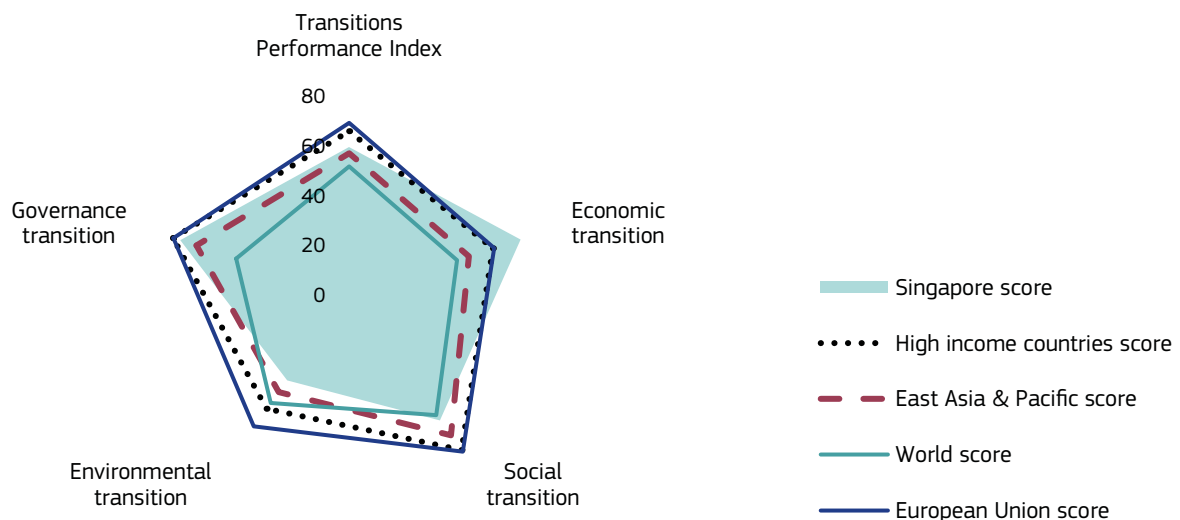 Transitions
Performance Index
80
60
40
20
0
Governance
transition
Economic
transition
Environmental
transition
Social
transition
Singapore score
High income countries score
East Asia & Pacific score
World score
European Union score